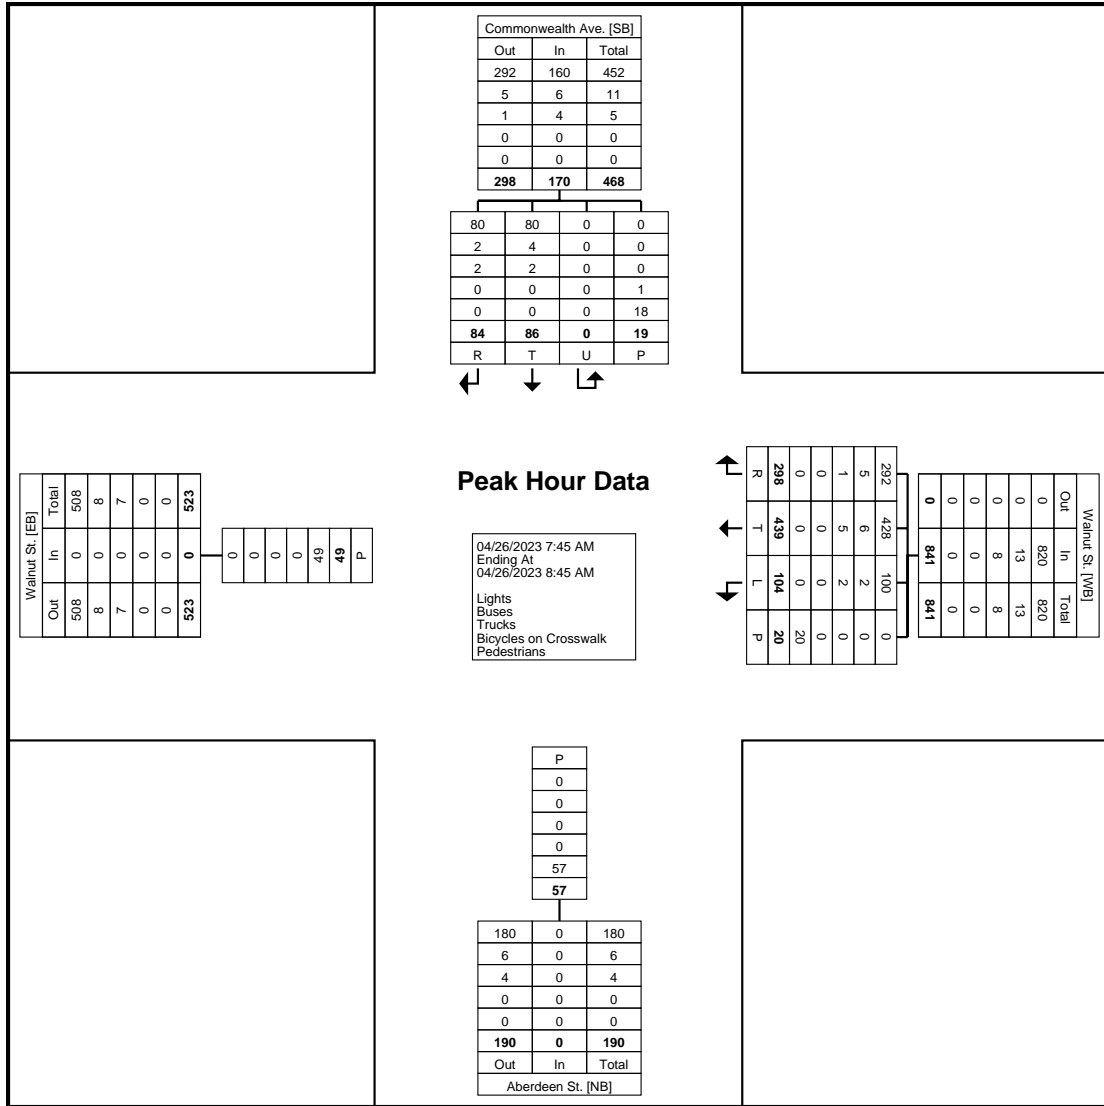 Commonwealth Ave. [SB]
Out In Total
292 160 452
5 6 11
1 4 5
0 0 0
0 0 0
298 170 468
80 80 0 0
2 4 0 0
2 2 0 0
0 0 0 1
0 0 0 18
84 86 0 19
R T U P
Walnut St. [EB]
Total 508 8 7 0 0 523
In 0 0 0 0 0 0
Out 508 8 7 0 0 523
0 0 0 0 49 49 P
Peak Hour Data
04/26/2023 7:45 AM
Ending At
04/26/2023 8:45 AM
Lights
Buses
Trucks
Bicycles on Crosswalk
Pedestrians
R 298 0 0 1 5 292
T 439 0 0 5 6 428
L 104 0 0 2 2 100
P 20 20 0 0 0 0
Walnut St. [WB]
Out In Total
0 820 820
0 13 13
0 8 8
0 0 0
0 0 0
0 841 841
P
0
0
0
0
57
57
180 0 180
6 0 6
4 0 4
0 0 0
0 0 0
190 0 190
Out In Total
Aberdeen St. [NB]